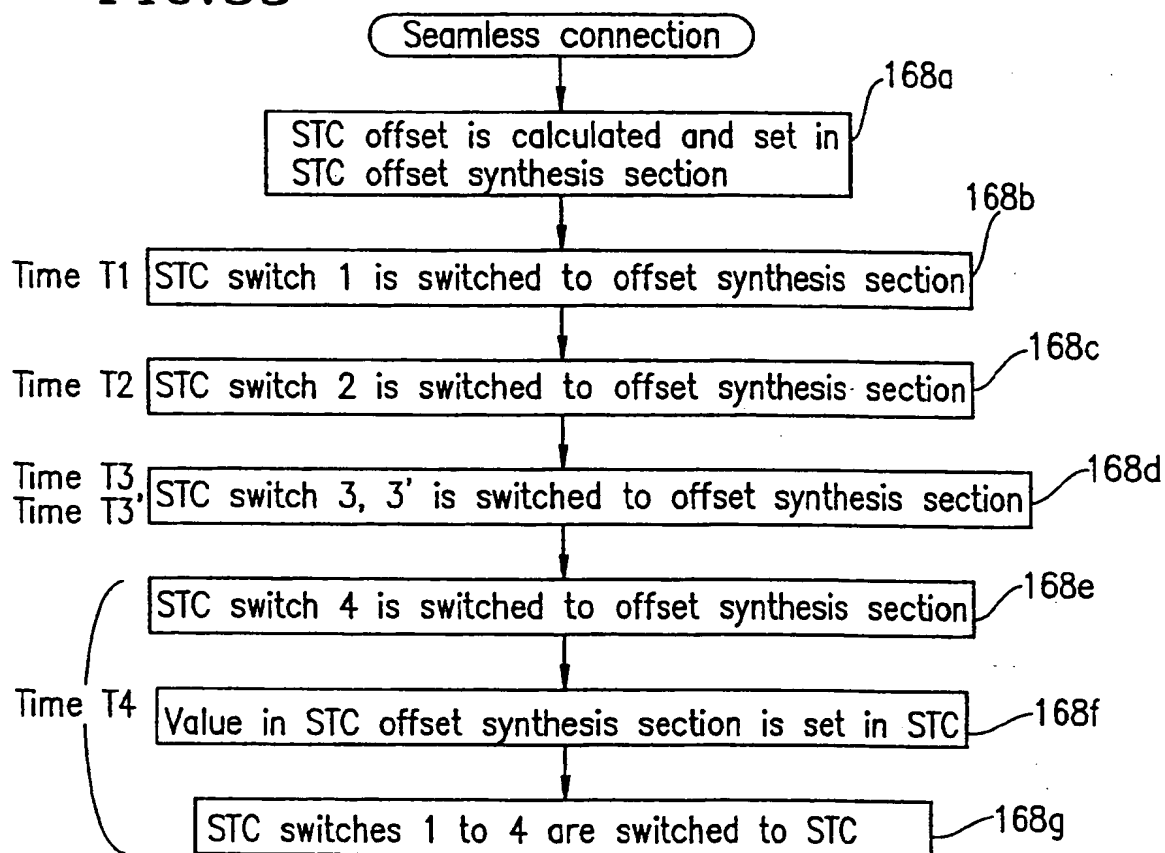 Seamless connection
168a
STC offset is calculated and set in
STC offset synthesis section
168b
Time T1 STC switch 1 is switched to offset synthesis section
168c
Time T2 STC switch 2 is switched to offset synthesis section
168d
Time T3,
Time T3'
STC switch 3, 3' is switched to offset synthesis section
168e
STC switch 4 is switched to offset synthesis section
Time T4
Value in STC offset synthesis section is set in STC
168f
STC switches 1 to 4 are switched to STC
168g